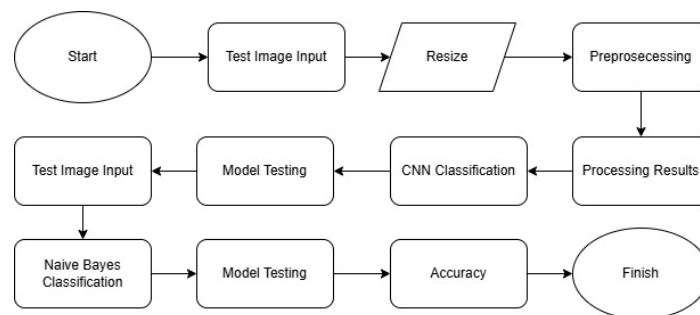 Start
Test Image Input
Resize
Preprosecessing
Test Image Input
Model Testing
CNN Classification
Processing Results
Naive Bayes
Classification
Model Testing
Accuracy
Finish